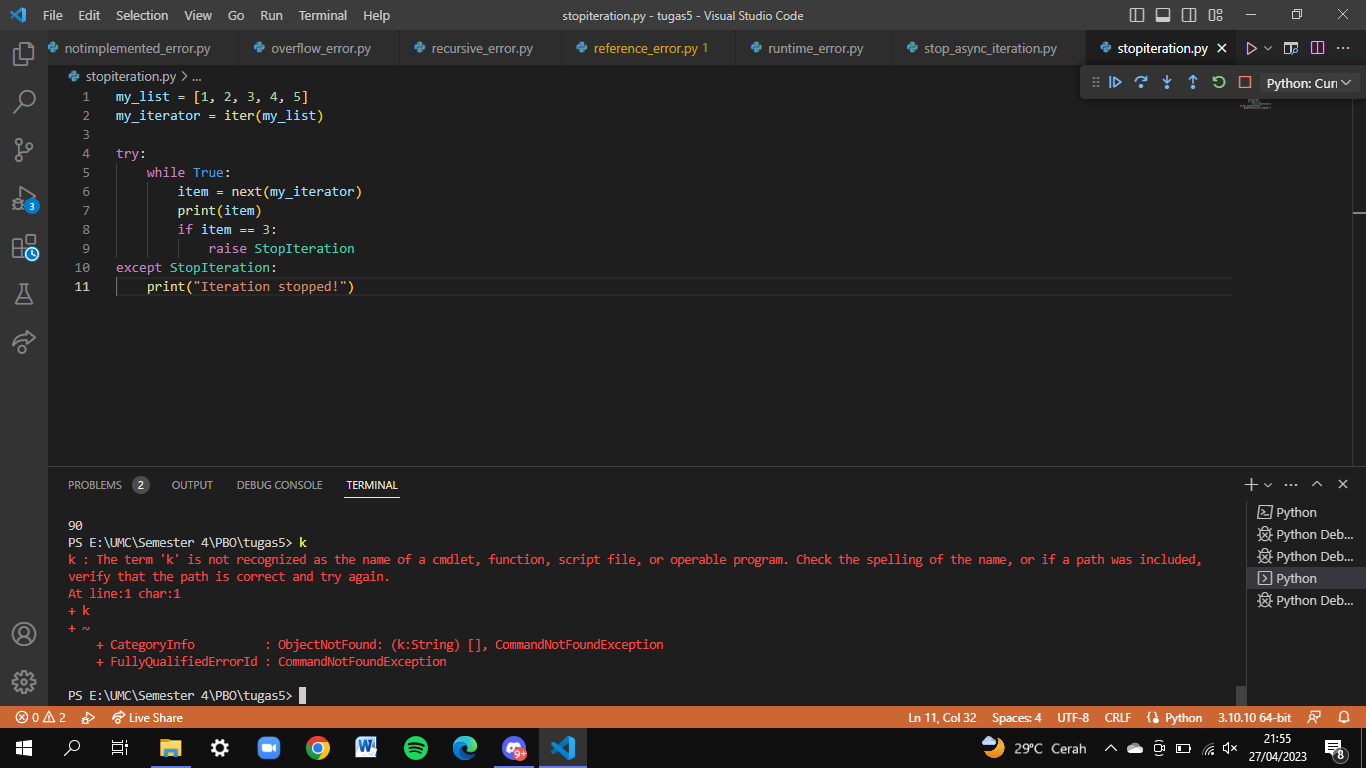 File Edit Selection View Go Run Terminal Help
stopiteration.py - tugas5 - Visual Studio Code
notimplemented_error.py overflow_error.py recursive_error.py reference_error.py 1 runtime_error.py stop_async_iteration.py stopiteration.py
stopiteration.py > ...
Python: Cur
1 my_list = [1, 2, 3, 4, 5]
2 my_iterator = iter(my_list)
3
4 try:
5 while True:
6 item = next(my_iterator)
7 print(item)
8 if item == 3:
9 raise StopIteration
10 except StopIteration:
11 print("Iteration stopped!")
3
PROBLEMS 2 OUTPUT DEBUG CONSOLE TERMINAL
90
PS E:\UMC\Semester 4\PBO\tugas5> k
k : The term 'k' is not recognized as the name of a cmdlet, function, script file, or operable program. Check the spelling of the name, or if a path was included,
verify that the path is correct and try again.
At line:1 char:1
+ k
+ ~
+ CategoryInfo : ObjectNotFound: (k:String) [], CommandNotFoundException
+ FullyQualifiedErrorId : CommandNotFoundException
PS E:\UMC\Semester 4\PBO\tugas5>
Python
Python Deb...
Python Deb...
Python
Python Deb...
0 2 Live Share Ln 11, Col 32 Spaces: 4 UTF-8 CRLF Python 3.10.10 64-bit
9+
29°C Cerah
21:55
27/04/2023
8